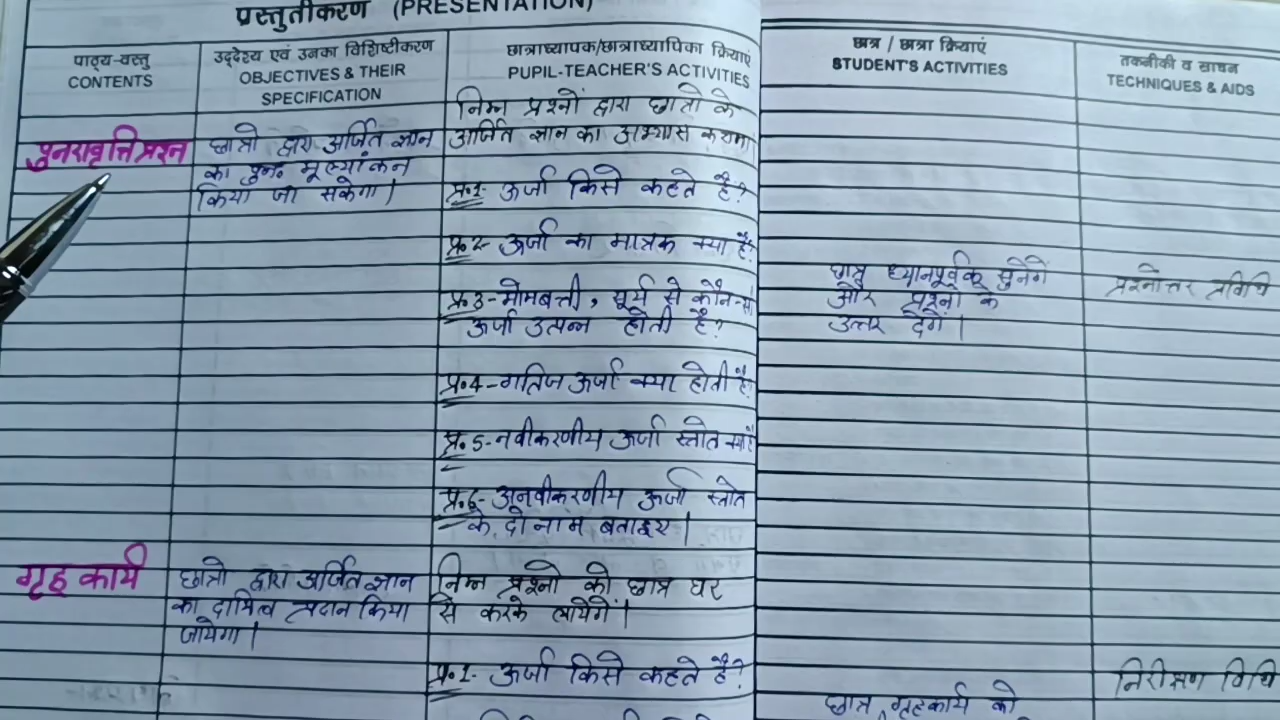 प्रस्तुतीकरण (PRESENTATION)
पाठ्य-वस्तु
CONTENTS
उद्देश्य एवं उनका विशिष्टीकरण
OBJECTIVES & THEIR
SPECIFICATION
छात्राध्यापक/छात्राध्यापिका क्रियाएं
PUPIL-TEACHER'S ACTIVITIES
छात्र / छात्रा क्रियाएं
STUDENT'S ACTIVITIES
तकनीकी व साधन
TECHNIQUES & AIDS
पुनरावृत्ति प्रश्न
छात्रो द्वारा अर्जित ज्ञान
का पुनः मूल्यांकन
किया जा सकेगा।
निम्न प्रश्नों द्वारा छात्रो के
अर्जित ज्ञान का अभ्यास कराना
प्र.1- ऊर्जा किसे कहते है?
प्र.2- ऊर्जा का मात्रक क्या है?
प्र.3- मोमबत्ती, सूर्य से कौन-सी
ऊर्जा उत्पन्न होती है?
प्र.4- गतिज ऊर्जा क्या होती है?
प्र.5- नवीकरणीय ऊर्जा स्त्रोत क्या है
प्र.6- अनवीकरणीय ऊर्जा स्त्रोत
के दो नाम बताइए।
छात्र ध्यानपूर्वक सुनेगें
और प्रश्नो के
उत्तर देगें।
प्रश्नोत्तर प्रविधि
गृह कार्य
छात्रो द्वारा अर्जित ज्ञान
का दायित्व प्रदान किया
जायेगा।
निम्न प्रश्नो को छात्र घर
से करके लायेगें।
प्र.1- ऊर्जा किसे कहते है?
छात्र गृहकार्य को
निरीक्षण विधि